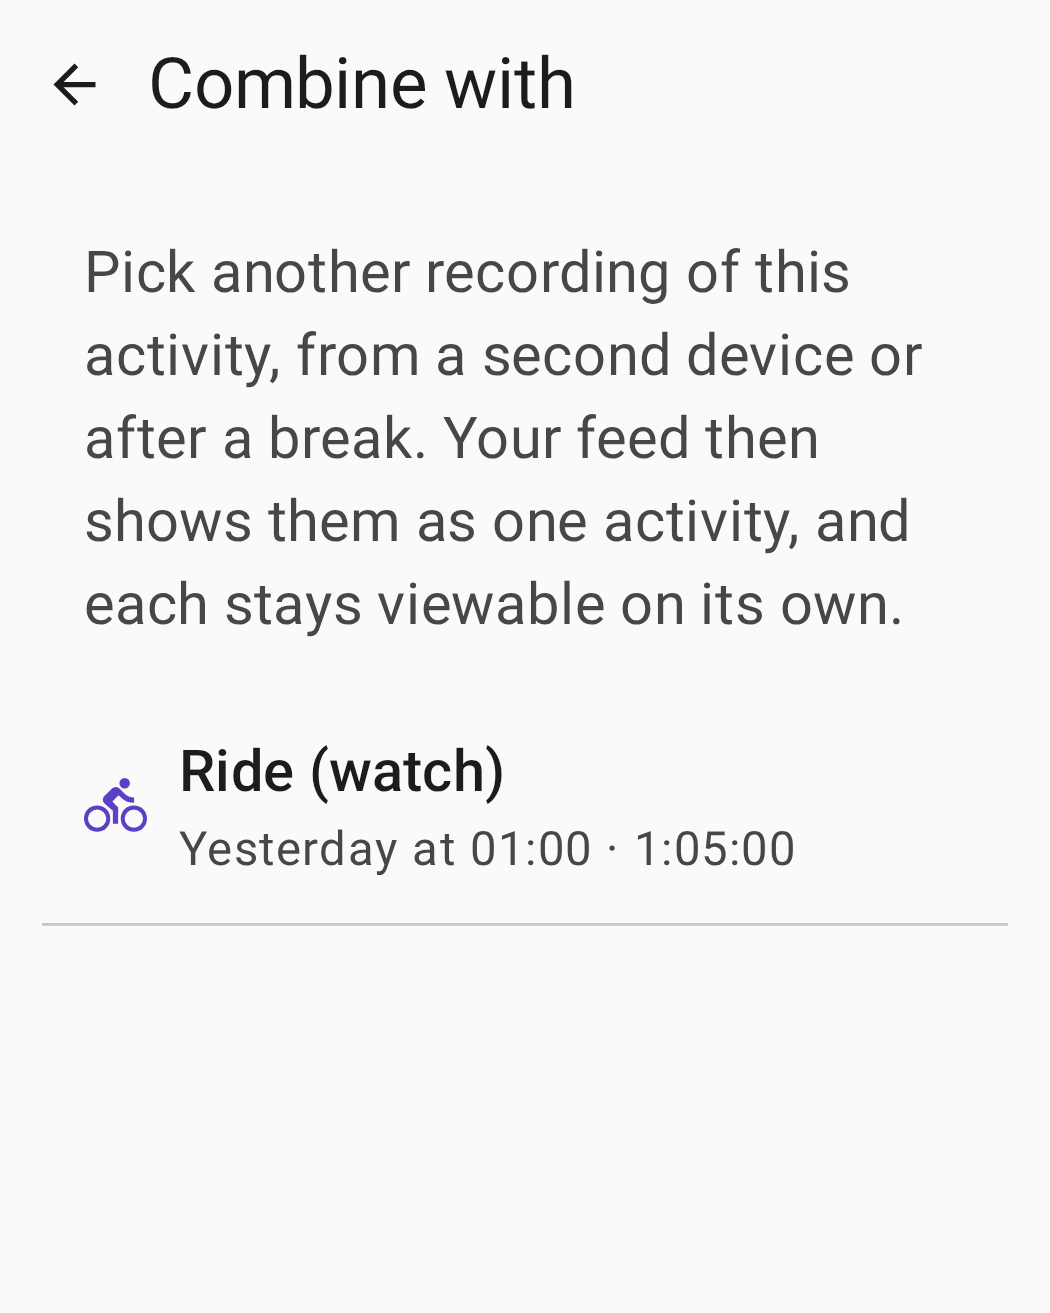 Combine with
Pick another recording of this
activity, from a second device or
after a break. Your feed then
shows them as one activity, and
each stays viewable on its own.
Ride (watch)
Yesterday at 01:00 · 1:05:00